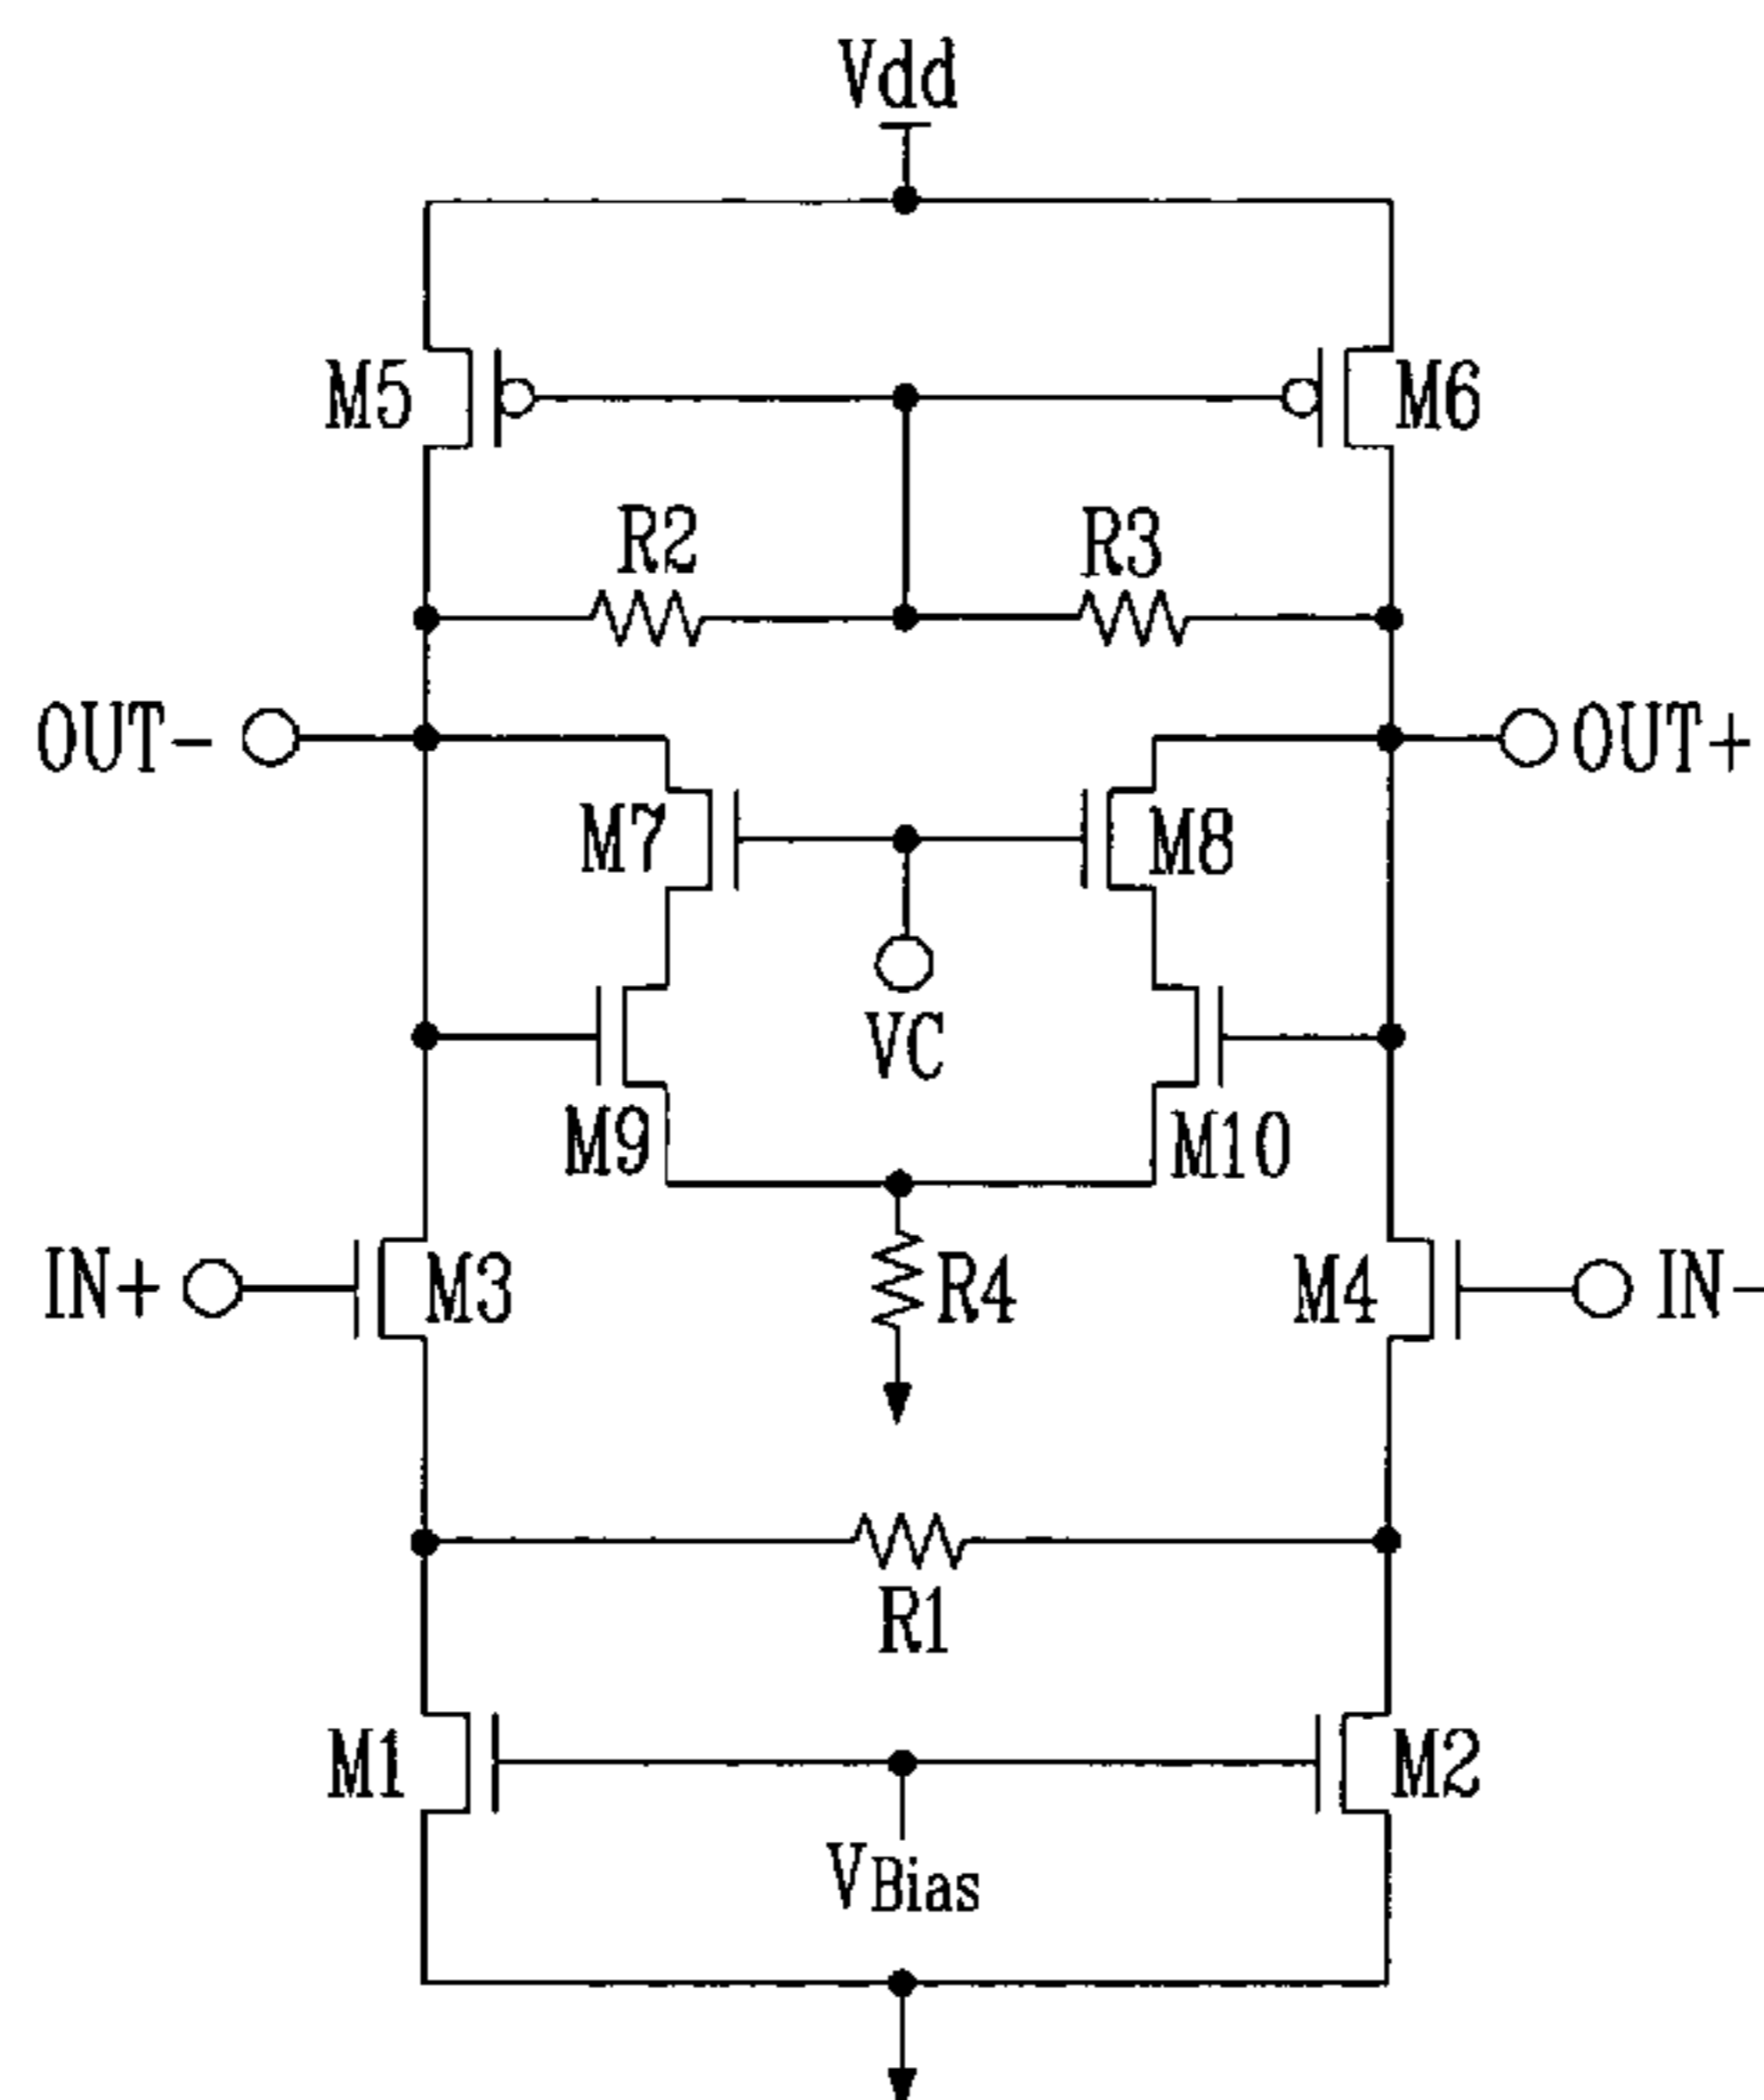 Vdd
M5
M6
R2
R3
OUT-
OUT+
M7
M8
VC
M9
M10
IN+
M3
R4
M4
IN-
R1
M1
M2
VBias